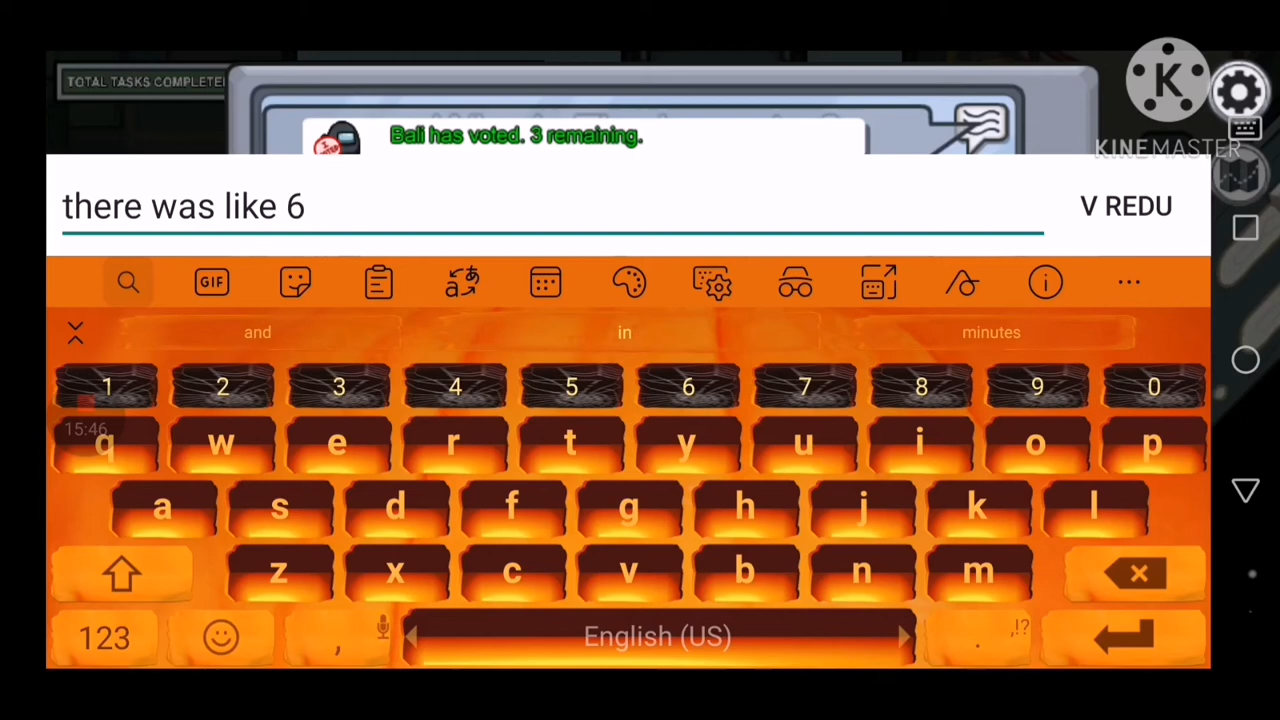 TOTAL TASKS COMPLETE
K
KINEMASTER
Bali has voted. 3 remaining.
there was like 6
V REDU
GIF
and in minutes
1 2 3 4 5 6 7 8 9 0
15:46
q w e r t y u i o p
a s d f g h j k l
z x c v b n m
123 , English (US) . ,!?